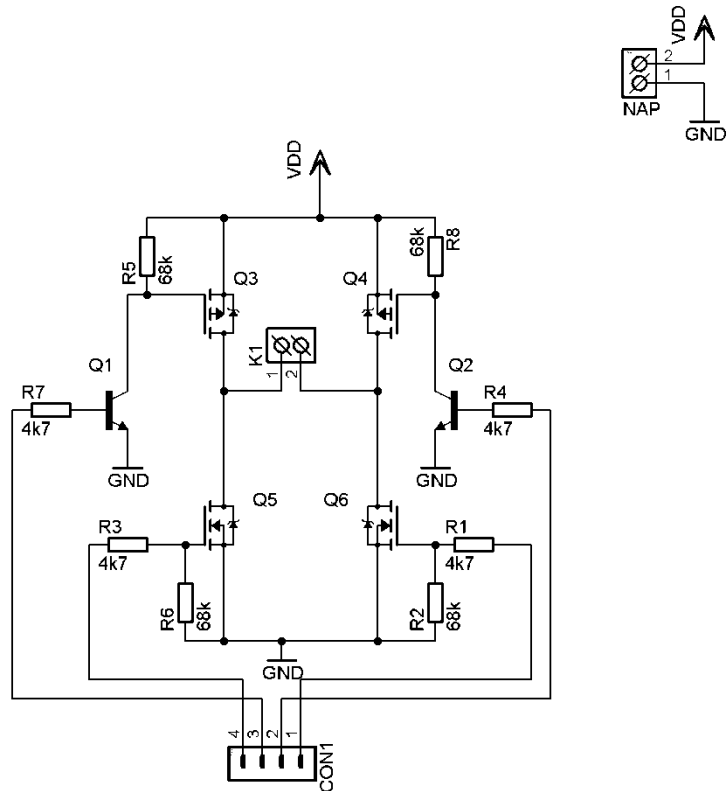 VDD
2
1
NAP
GND
VDD
R5
68k
Q3
Q4
68k
R8
K1
1
2
Q1
Q2
R7
4k7
R4
4k7
GND
GND
Q5
Q6
R3
4k7
R1
4k7
R6
68k
R2
68k
GND
4
3
2
1
CON1